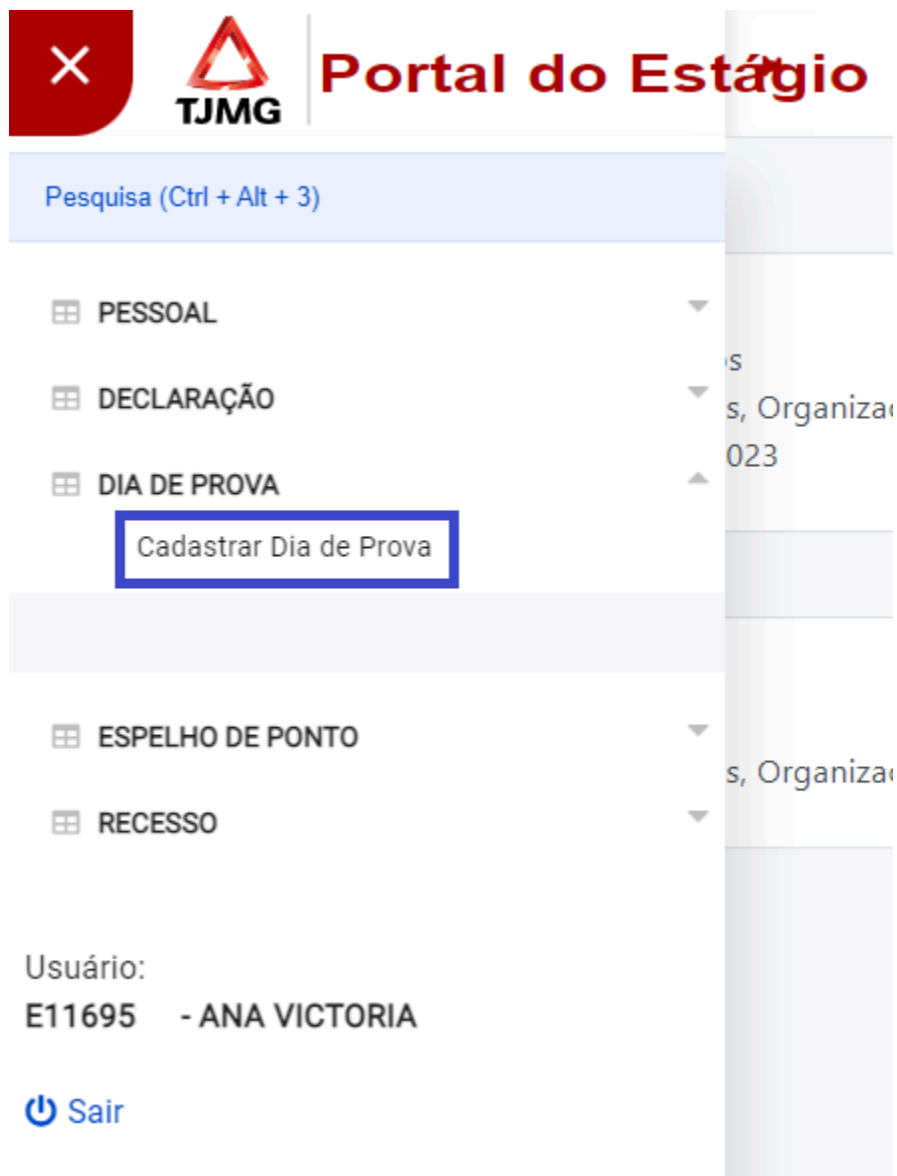 TJMG
Portal do Estágio
Pesquisa (Ctrl + Alt + 3)
PESSOAL
DECLARAÇÃO
DIA DE PROVA
Cadastrar Dia de Prova
ESPELHO DE PONTO
RECESSO
Usuário:
E11695 - ANA VICTORIA
Sair
s, 
023
s,